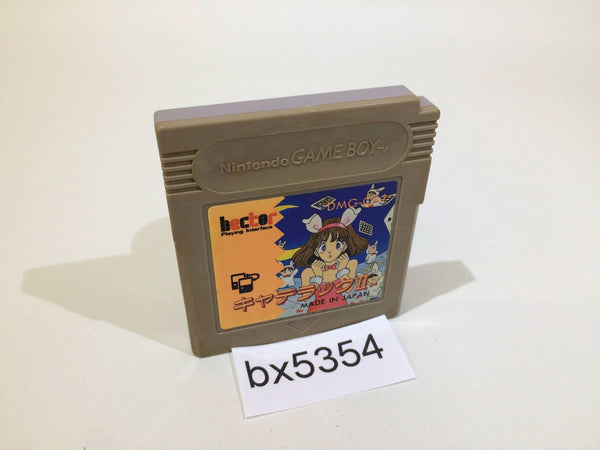 Nintendo GAME BOY TM
hector
Playing Interface
DMG-
キャデラックII
MADE IN JAPAN
bx5354